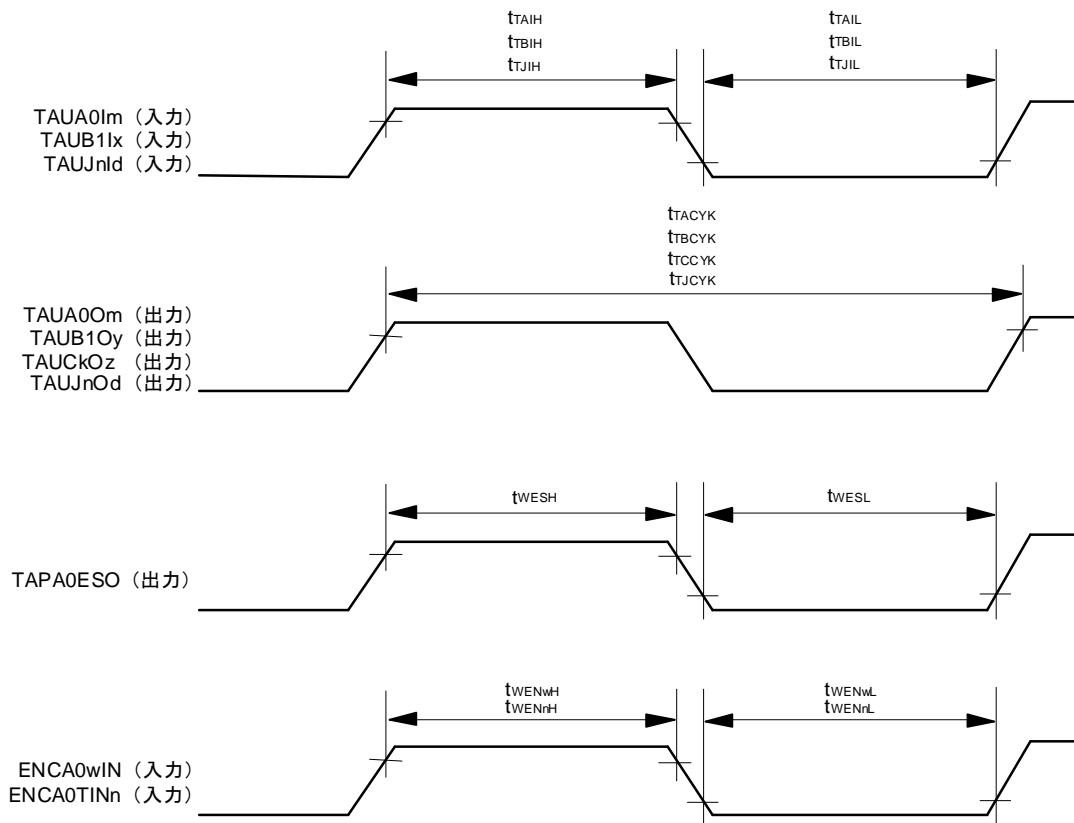 tTAIH
tTBIH
tTJIH
tTAIL
tTBIL
tTJIL
TAUA0Im（入力）
TAUB1Ix（入力）
TAUJnId（入力）
tTACYK
tTBCYK
tTCCYK
tTJCYK
TAUA0Om（出力）
TAUB1Oy（出力）
TAUCkOz （出力）
TAUJnOd（出力）
tWESH
tWESL
TAPA0ESO（出力）
tWENwH
tWENnH
tWENwL
tWENnL
ENCA0wIN（入力）
ENCA0TINn（入力）